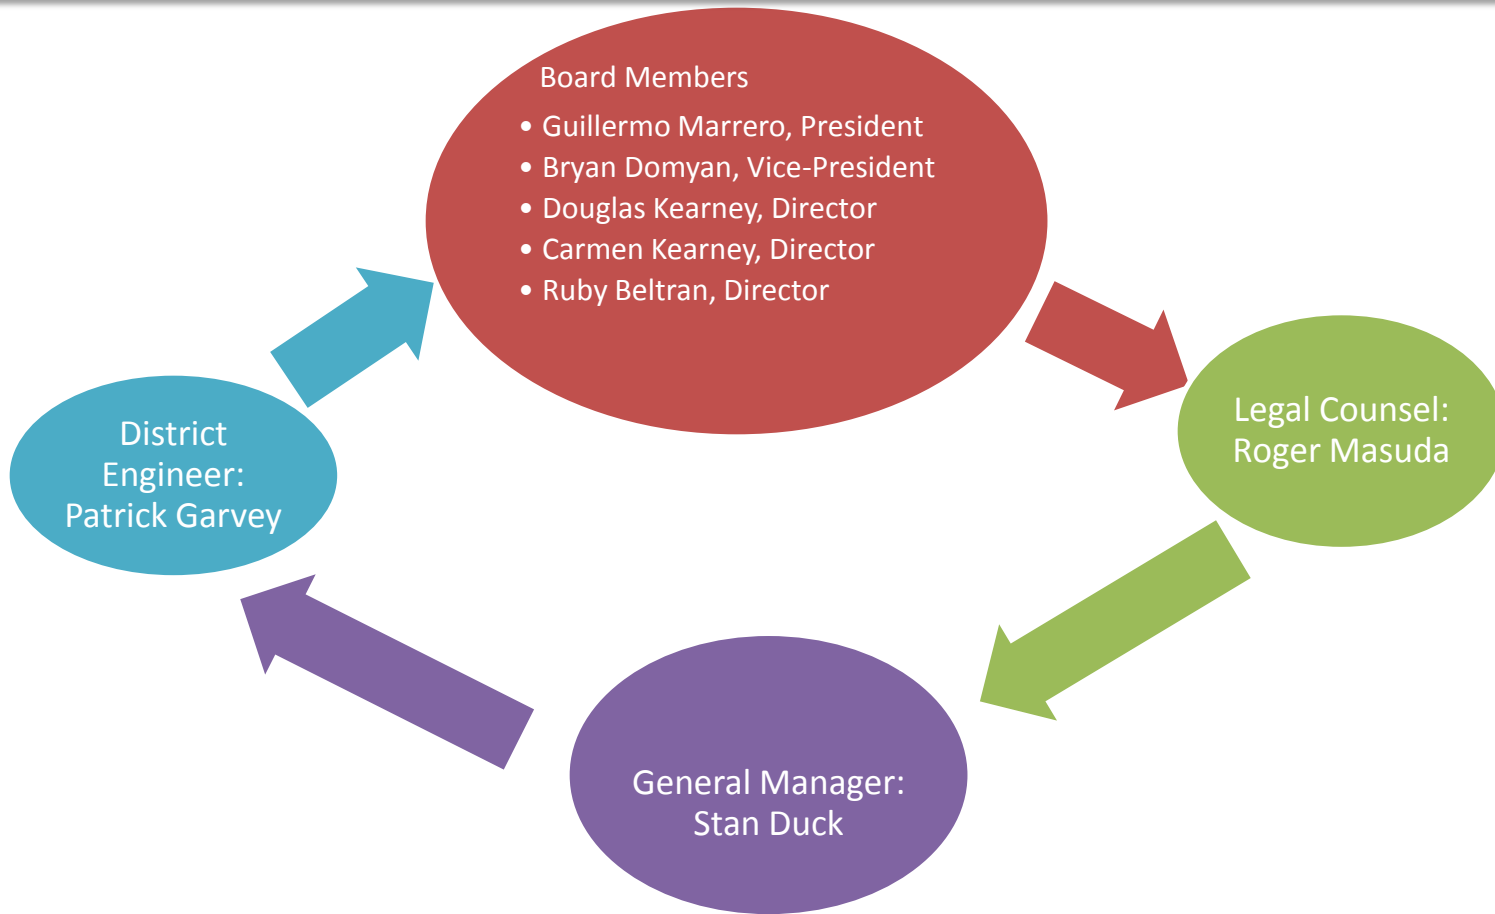 Board Members
• Guillermo Marrero, President
• Bryan Domyan, Vice-President
• Douglas Kearney, Director
• Carmen Kearney, Director
• Ruby Beltran, Director
Legal Counsel:
Roger Masuda
General Manager:
Stan Duck
District
Engineer:
Patrick Garvey